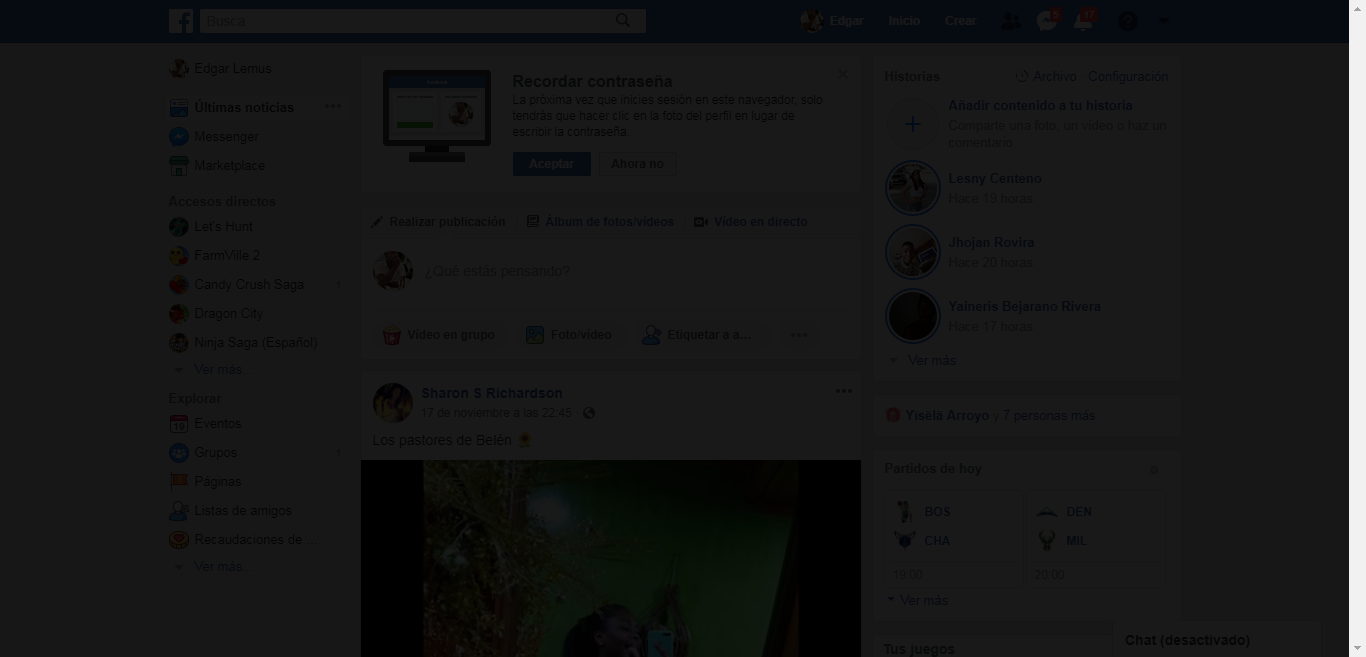 Busca
Edgar
Inicio
Crear
5
17
Edgar Lemus
Últimas noticias
Messenger
Marketplace
Accesos directos
Let's Hunt
FarmVille 2
Candy Crush Saga
Dragon City
Ninja Saga (Español)
Ver más...
Explorar
19
Eventos
Grupos
Páginas
Listas de amigos
Recaudaciones de ...
Ver más...
Recordar contraseña
La próxima vez que inicies sesión en este navegador, solo
tendrás que hacer clic en la foto del perfil en lugar de
escribir la contraseña.
Aceptar
Ahora no
Realizar publicación
Álbum de fotos/vídeos
Vídeo en directo
¿Qué estás pensando?
Vídeo en grupo
Foto/vídeo
Etiquetar a a…
Sharon S Richardson
17 de noviembre a las 22:45
Los pastores de Belén
Historias
Archivo · Configuración
Añadir contenido a tu historia
Comparte una foto, un vídeo o haz un
comentario
Lesny Centeno
Hace 19 horas
Jhojan Rovira
Hace 20 horas
Yaineris Bejarano Rivera
Hace 17 horas
Ver más
Yisela Arroyo y 7 personas más
Partidos de hoy
BOS
CHA
19:00
DEN
MIL
20:00
Ver más
Tus juegos
Chat (desactivado)